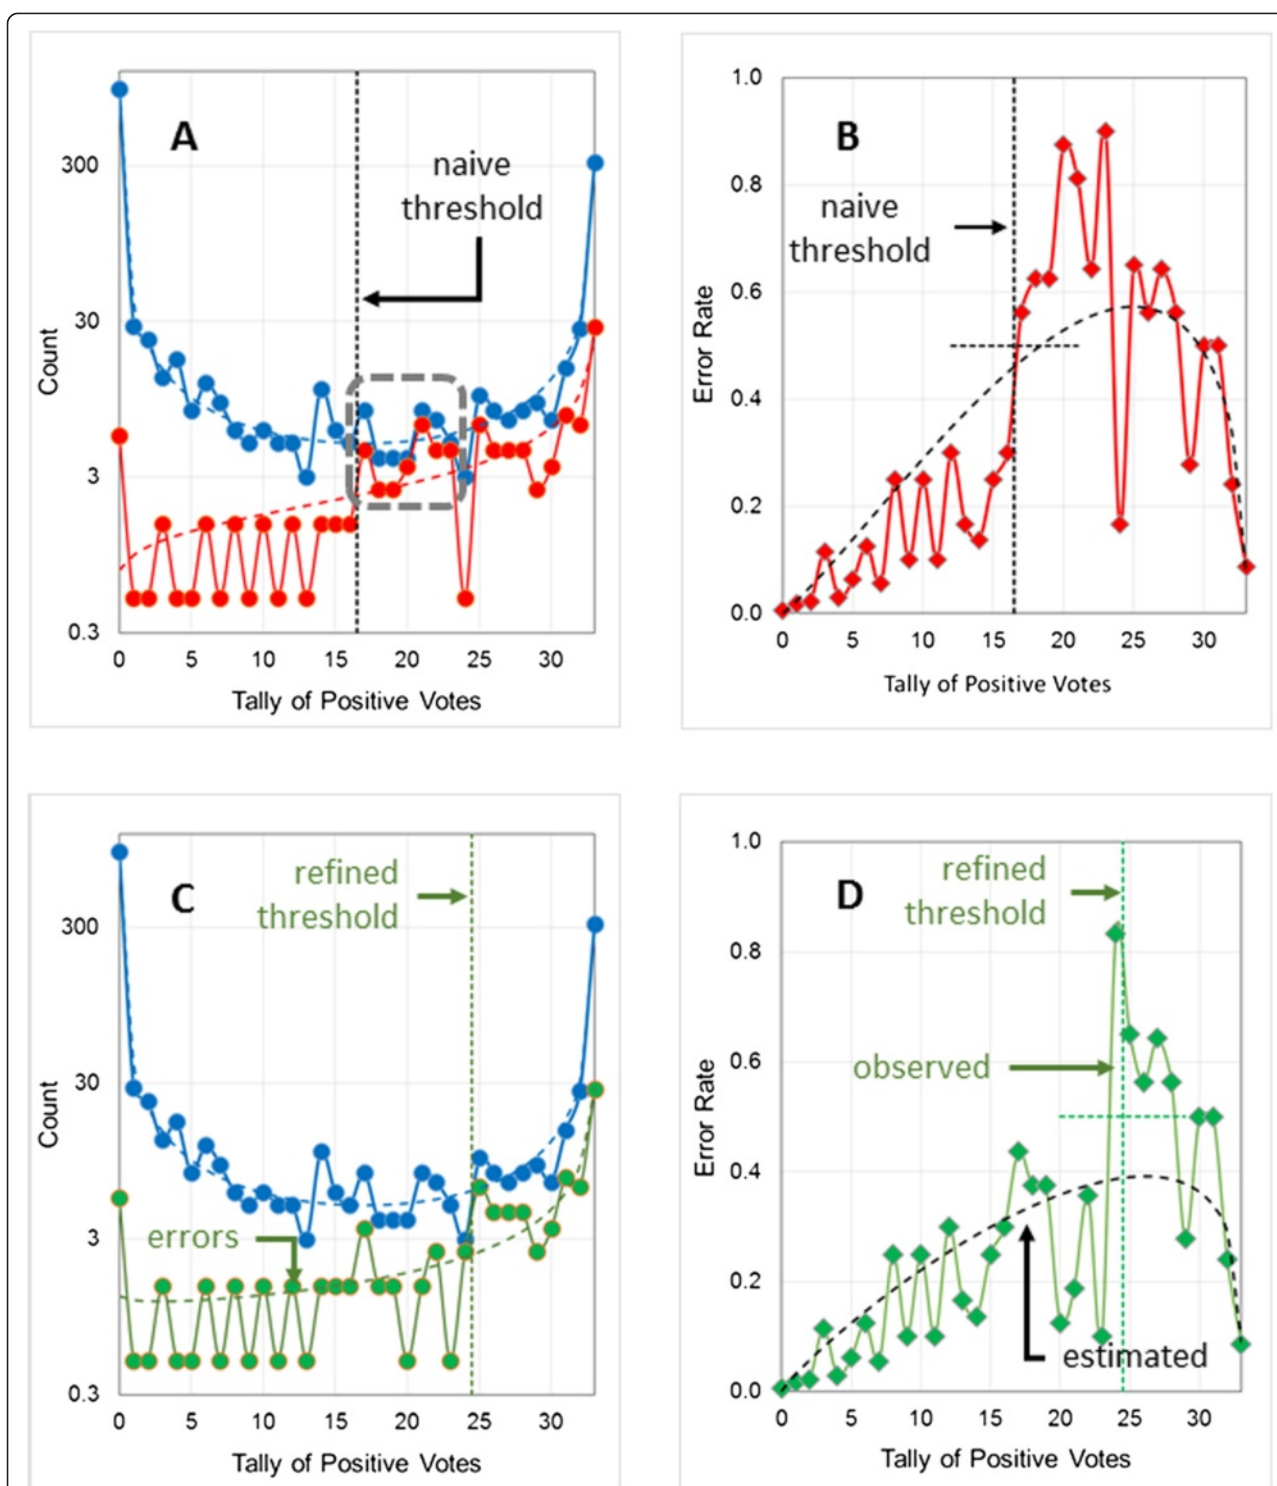 A
naive
threshold
Count
300
30
3
0.3
0 5 10 15 20 25 30
Tally of Positive Votes
B
naive
threshold
Error Rate
1.0
0.8
0.6
0.4
0.2
0.0
0 5 10 15 20 25 30
Tally of Positive Votes
C
refined
threshold
errors
Count
300
30
3
0.3
0 5 10 15 20 25 30
Tally of Positive Votes
D
refined
threshold
observed
estimated
Error Rate
1.0
0.8
0.6
0.4
0.2
0.0
0 5 10 15 20 25 30
Tally of Positive Votes